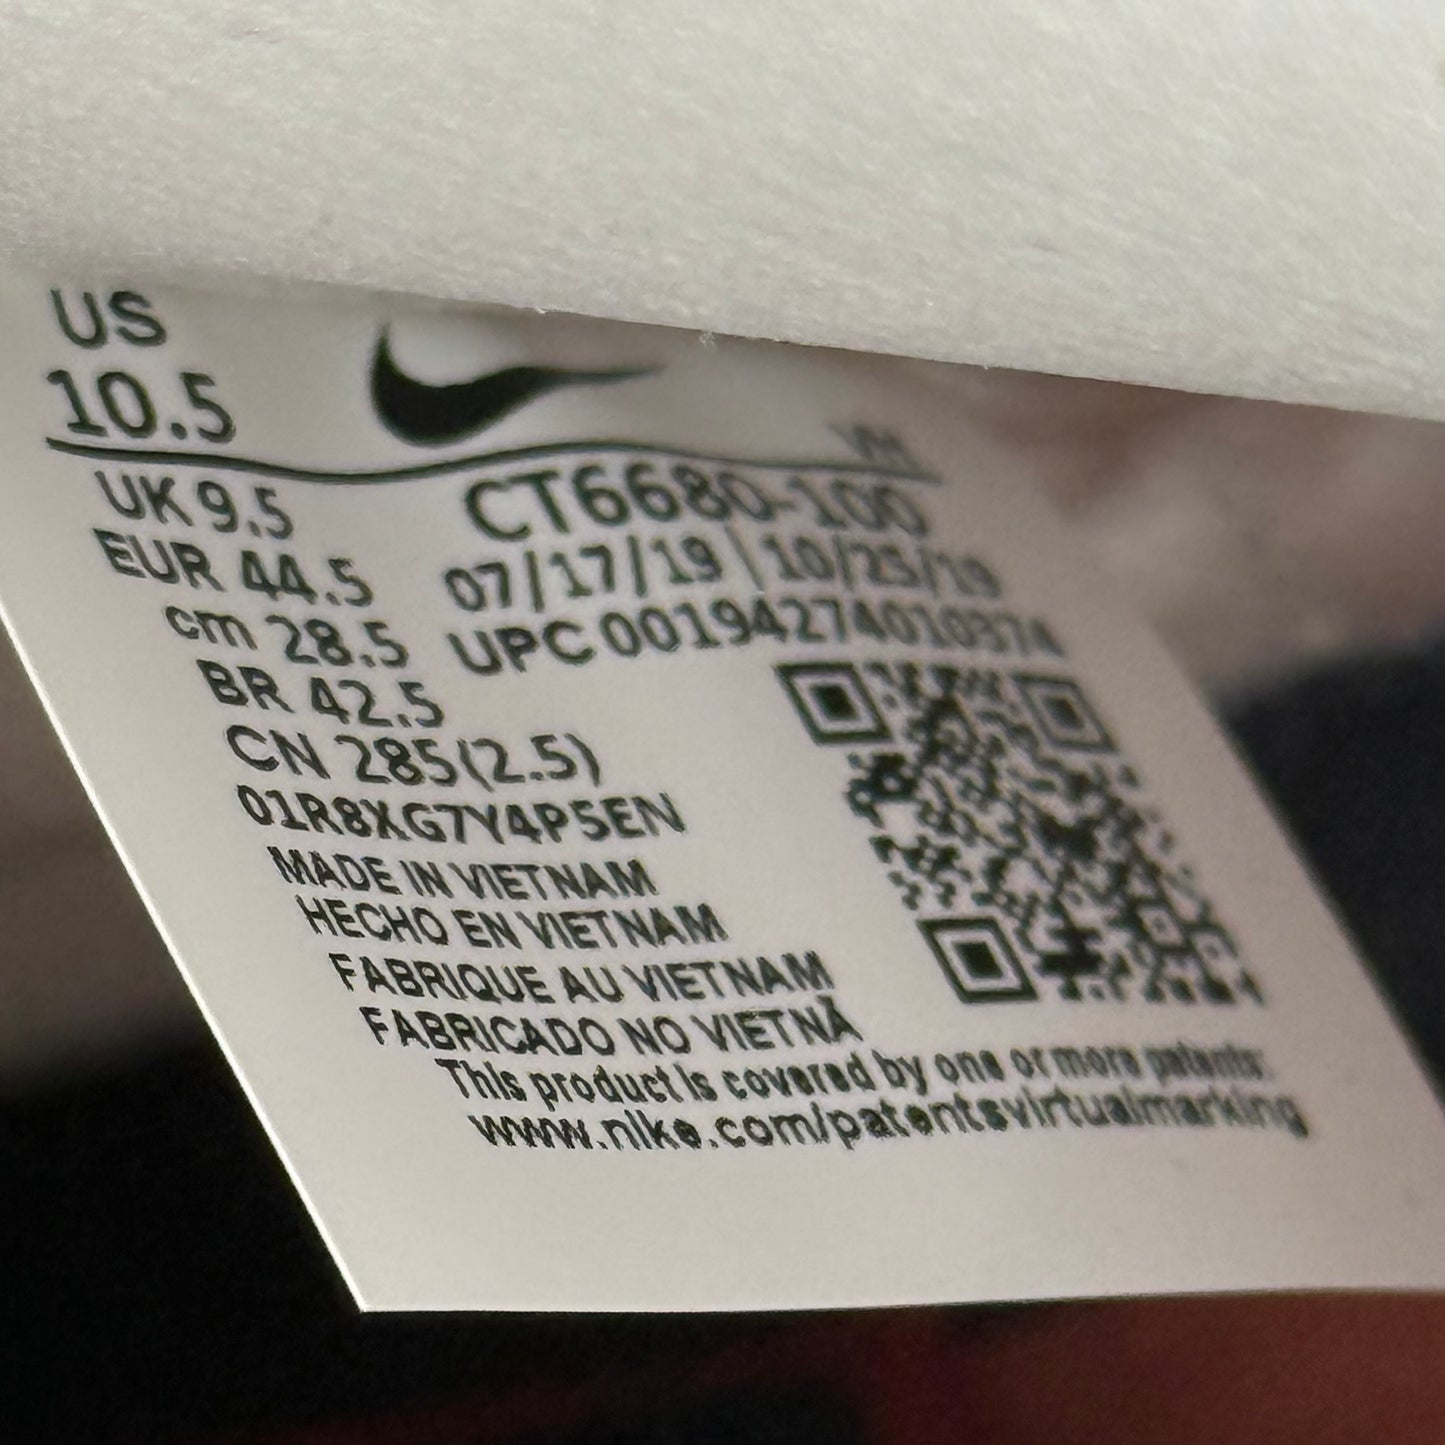 US
10.5
VH
UK 9.5
EUR 44.5
cm 28.5
BR 42.5
CN 285(2.5)
01R8XG7Y4P5EN
CT6680-100
07/17/19 | 10/25/19
UPC 00194274010374
MADE IN VIETNAM
HECHO EN VIETNAM
FABRIQUE AU VIETNAM
FABRICADO NO VIETNÃ
This product is covered by one or more patents:
www.nike.com/patentsvirtualmarking